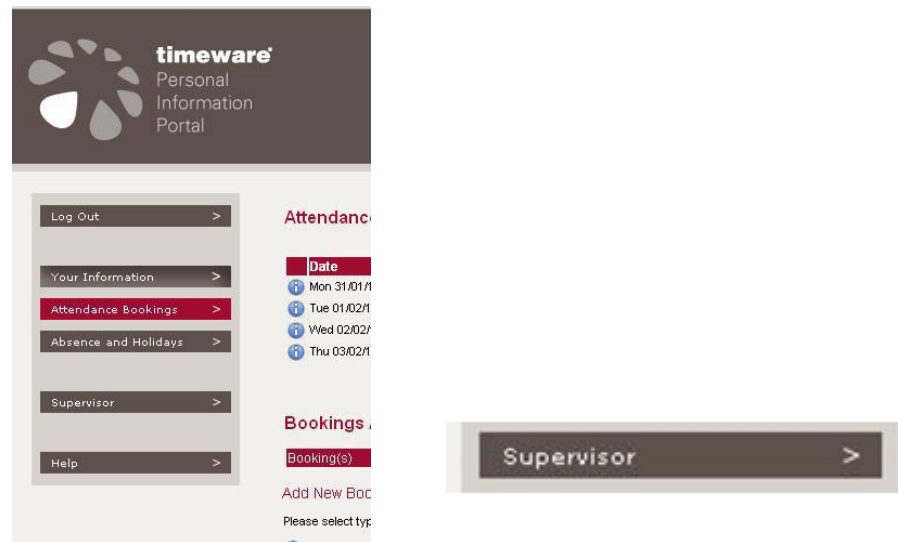 timeware
Personal
Information
Portal
Log Out >
Your Information >
Attendance Bookings >
Absence and Holidays >
Supervisor >
Help >
Attendanc
Date
Mon 31/01/1
Tue 01/02/1
Wed 02/02/
Thu 03/02/1
Bookings
Booking(s)
Add New Boo
Please select typ
Supervisor >